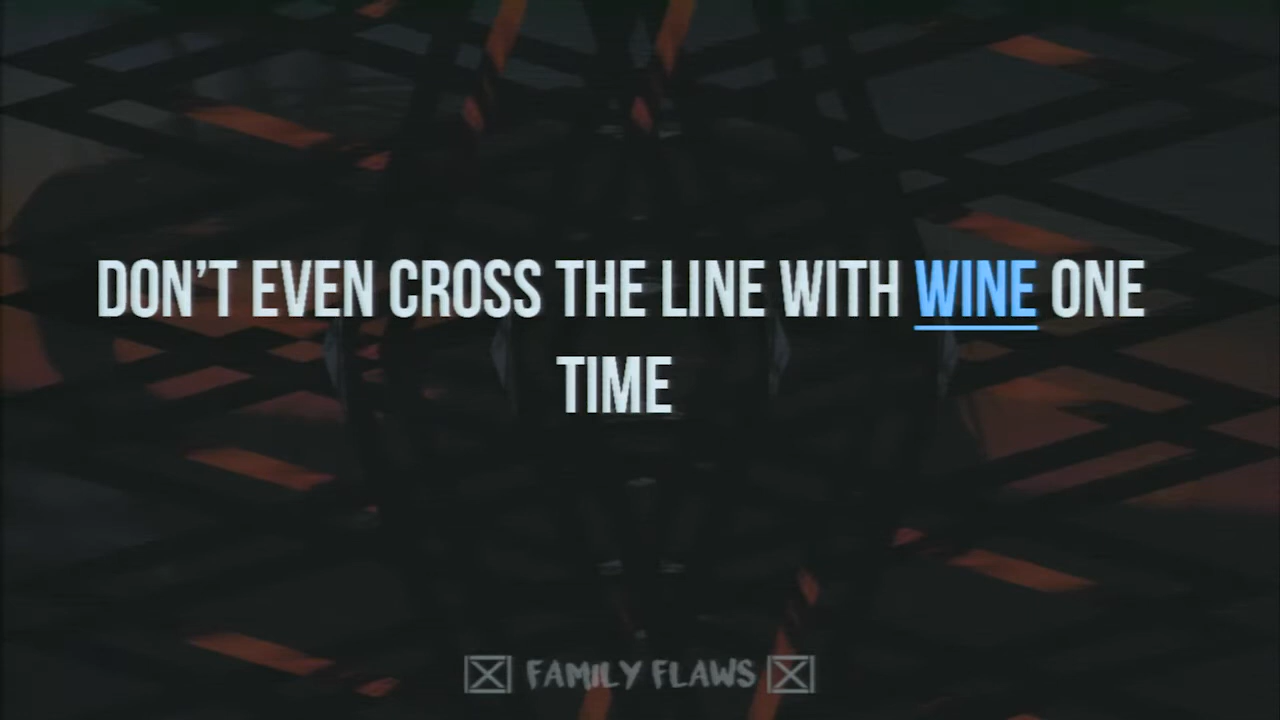 DON’T EVEN CROSS THE LINE WITH WINE ONE
TIME
FAMILY FLAWS